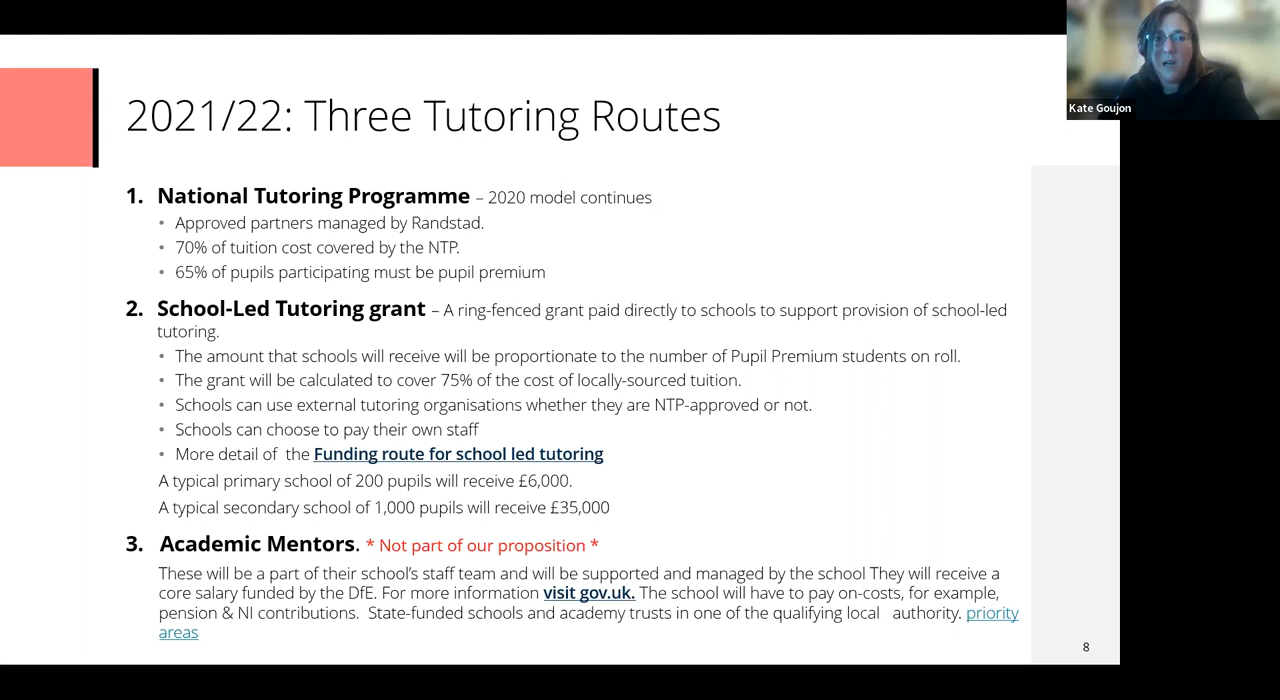 Kate Goujon
2021/22: Three Tutoring Routes
1. National Tutoring Programme – 2020 model continues
• Approved partners managed by Randstad.
• 70% of tuition cost covered by the NTP.
• 65% of pupils participating must be pupil premium
2. School-Led Tutoring grant – A ring-fenced grant paid directly to schools to support provision of school-led
tutoring.
• The amount that schools will receive will be proportionate to the number of Pupil Premium students on roll.
• The grant will be calculated to cover 75% of the cost of locally-sourced tuition.
• Schools can use external tutoring organisations whether they are NTP-approved or not.
• Schools can choose to pay their own staff
• More detail of the Funding route for school led tutoring
A typical primary school of 200 pupils will receive £6,000.
A typical secondary school of 1,000 pupils will receive £35,000
3. Academic Mentors. * Not part of our proposition *
These will be a part of their school's staff team and will be supported and managed by the school They will receive a
core salary funded by the DfE. For more information visit gov.uk. The school will have to pay on-costs, for example,
pension & NI contributions. State-funded schools and academy trusts in one of the qualifying local authority. priority
areas
8